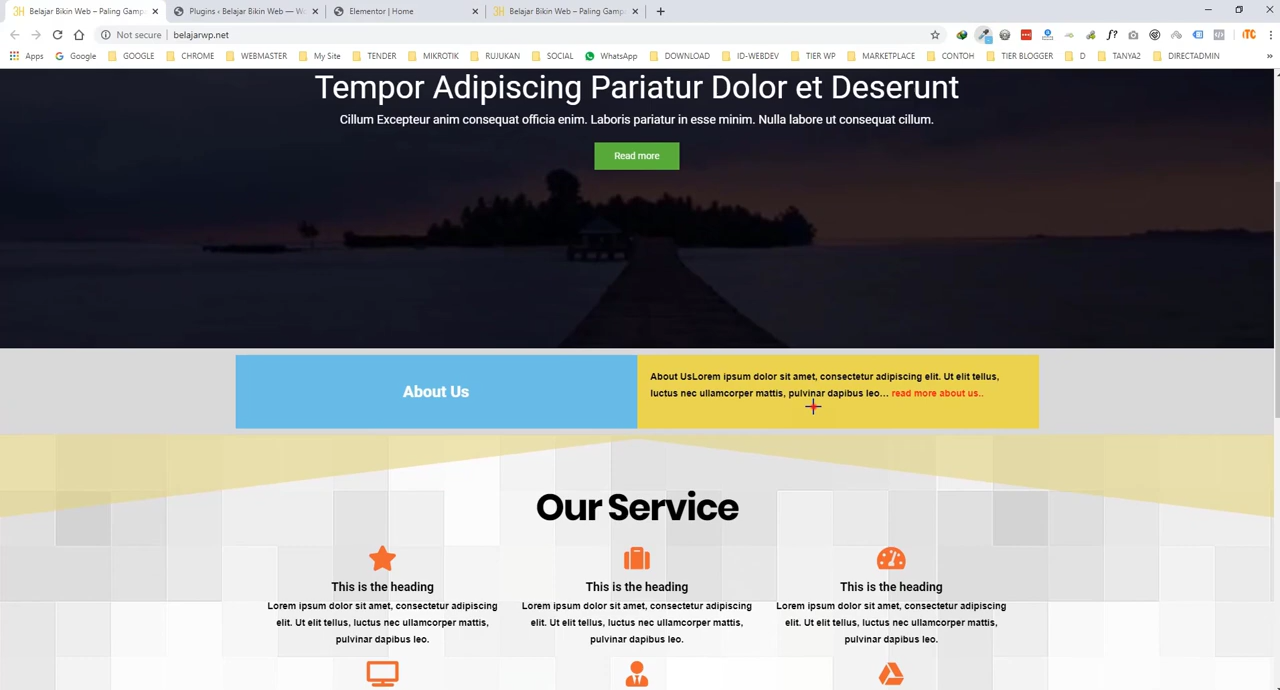 Belajar Bikin Web – Paling Gamp
Plugins ‹ Belajar Bikin Web — W
Elementor | Home
Belajar Bikin Web – Paling Gamp
Not secure
belajarwp.net
Apps
Google
GOOGLE
CHROME
WEBMASTER
My Site
TENDER
MIKROTIK
RUJUKAN
SOCIAL
WhatsApp
DOWNLOAD
ID-WEBDEV
TIER WP
MARKETPLACE
CONTOH
TIER BLOGGER
D
TANYA2
DIRECTADMIN
Tempor Adipiscing Pariatur Dolor et Deserunt
Cillum Excepteur anim consequat officia enim. Laboris pariatur in esse minim. Nulla labore ut consequat cillum.
Read more
About Us
About UsLorem ipsum dolor sit amet, consectetur adipiscing elit. Ut elit tellus,
luctus nec ullamcorper mattis, pulvinar dapibus leo... read more about us..
Our Service
This is the heading
Lorem ipsum dolor sit amet, consectetur adipiscing
elit. Ut elit tellus, luctus nec ullamcorper mattis,
pulvinar dapibus leo.
This is the heading
Lorem ipsum dolor sit amet, consectetur adipiscing
elit. Ut elit tellus, luctus nec ullamcorper mattis,
pulvinar dapibus leo.
This is the heading
Lorem ipsum dolor sit amet, consectetur adipiscing
elit. Ut elit tellus, luctus nec ullamcorper mattis,
pulvinar dapibus leo.